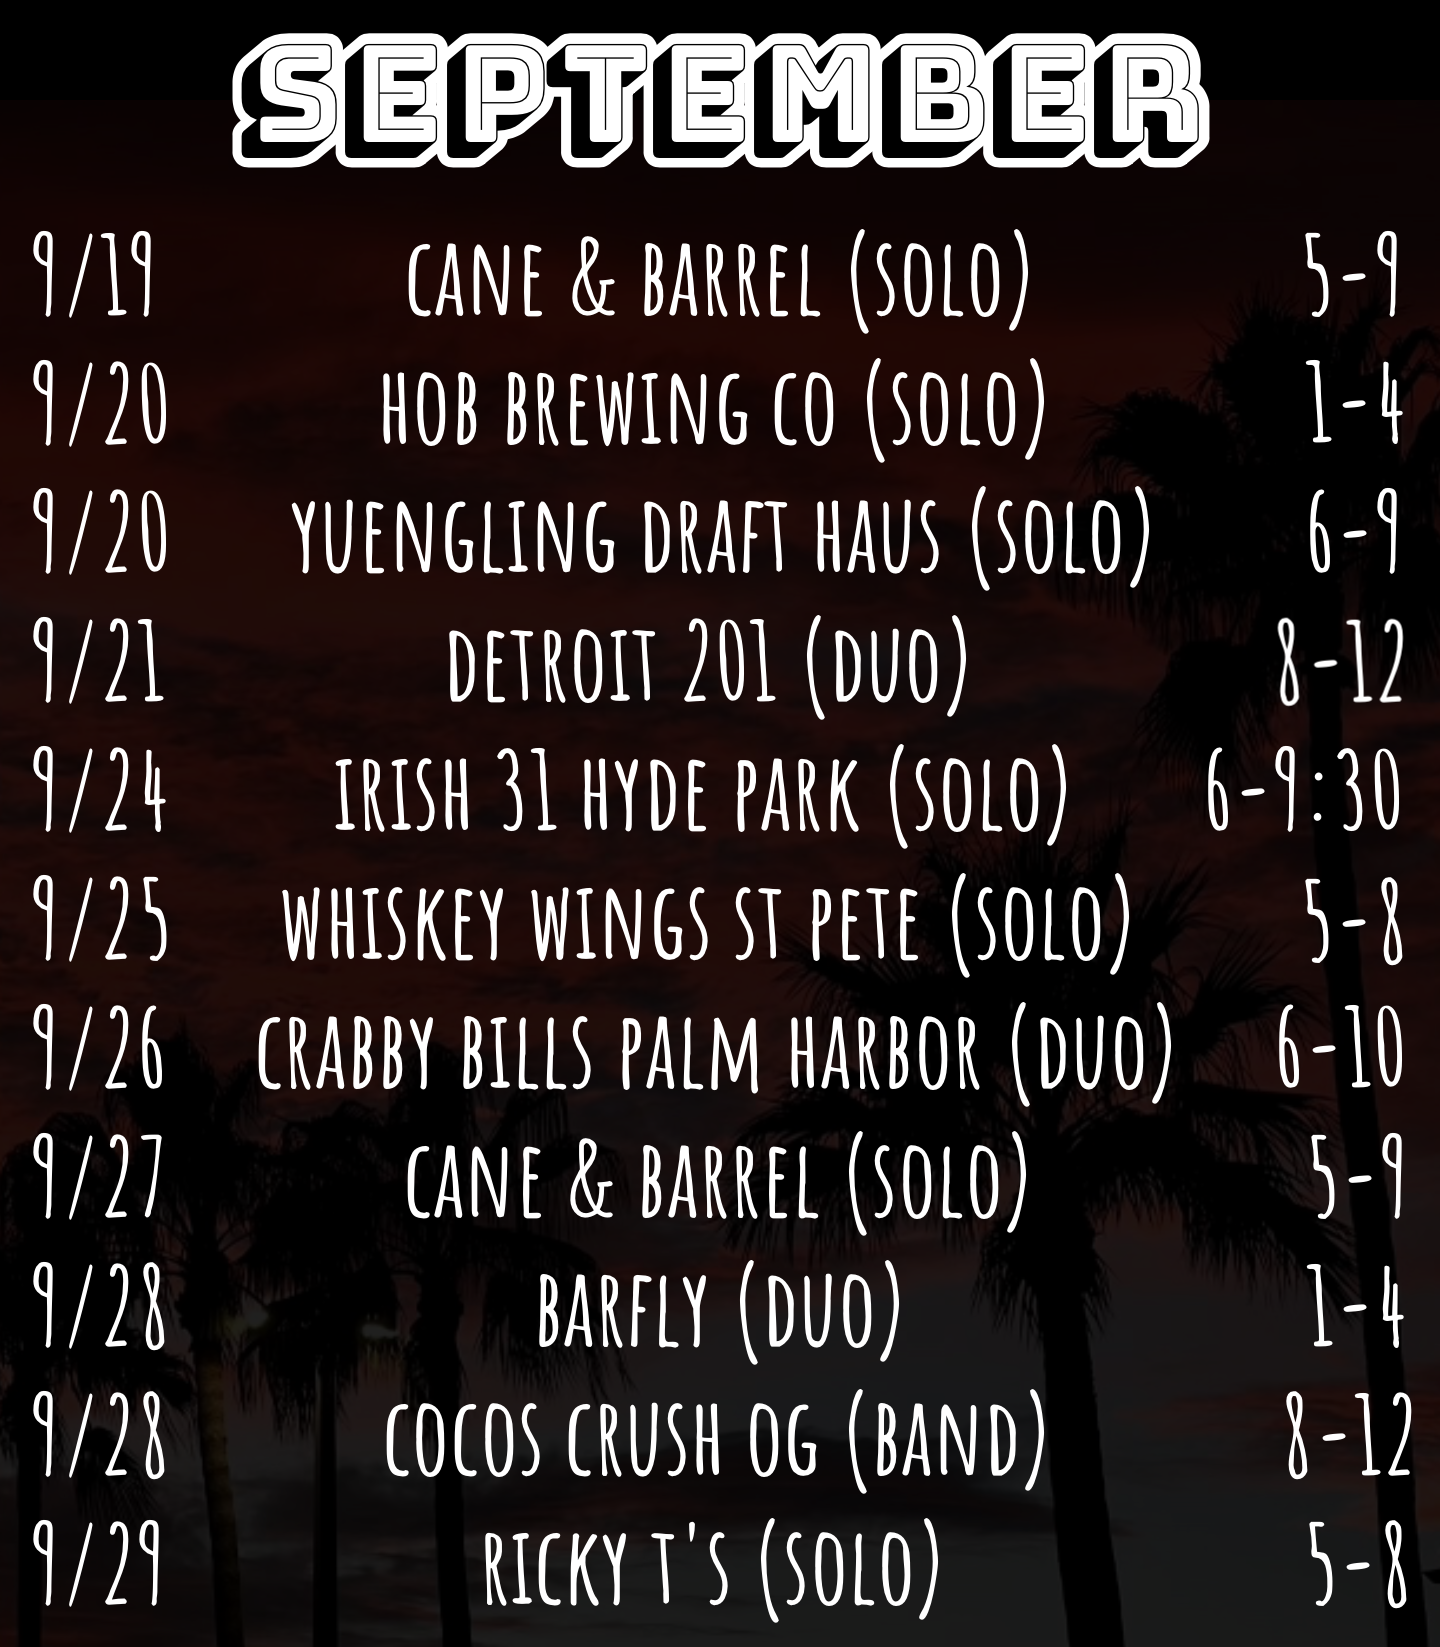 SEPTEMBER
9/19 CANE & BARREL (SOLO) 5-9
9/20 HOB BREWING CO (SOLO) 1-4
9/20 YUENGLING DRAFT HAUS (SOLO) 6-9
9/21 DETROIT 201 (DUO) 8-12
9/24 IRISH 31 HYDE PARK (SOLO) 6-9:30
9/25 WHISKEY WINGS ST PETE (SOLO) 5-8
9/26 CRABBY BILLS PALM HARBOR (DUO) 6-10
9/27 CANE & BARREL (SOLO) 5-9
9/28 BARFLY (DUO) 1-4
9/28 COCOS CRUSH OG (BAND) 8-12
9/29 RICKY T'S (SOLO) 5-8